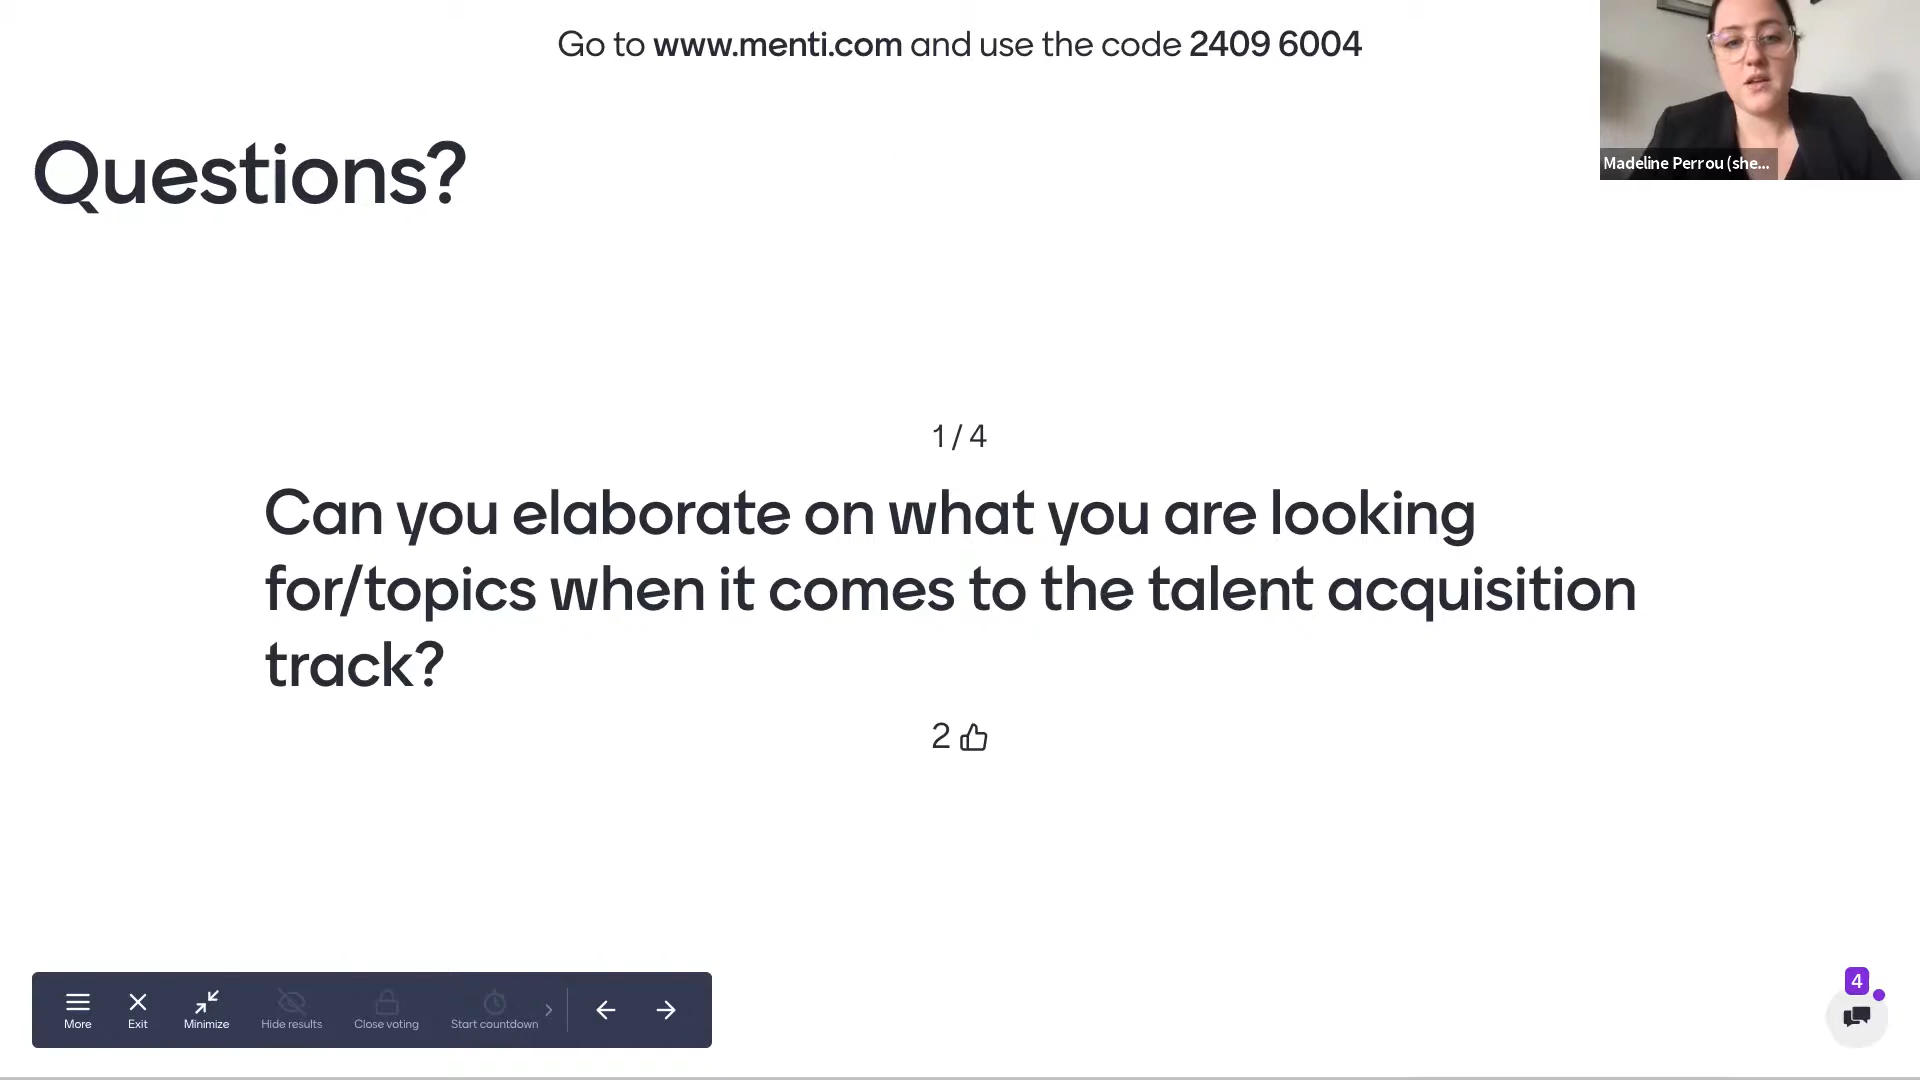 Go to www.menti.com and use the code 2409 6004
Madeline Perrou (she...
Questions?
1 / 4
Can you elaborate on what you are looking
for/topics when it comes to the talent acquisition
track?
2
4
More
Exit
Minimize
Hide results
Close voting
Start countdown